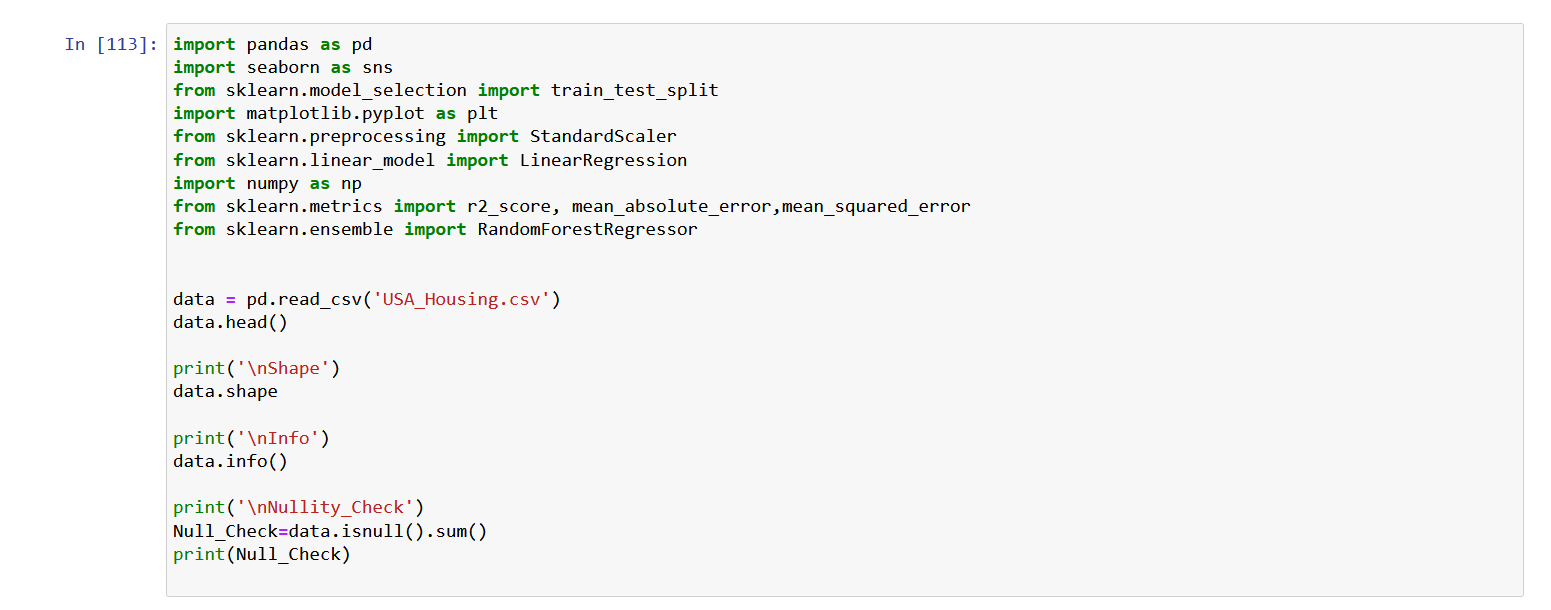 In [113]: import pandas as pd
import seaborn as sns
from sklearn.model_selection import train_test_split
import matplotlib.pyplot as plt
from sklearn.preprocessing import StandardScaler
from sklearn.linear_model import LinearRegression
import numpy as np
from sklearn.metrics import r2_score, mean_absolute_error,mean_squared_error
from sklearn.ensemble import RandomForestRegressor
data = pd.read_csv('USA_Housing.csv')
data.head()
print('\nShape')
data.shape
print('\nInfo')
data.info()
print('\nNullity_Check')
Null_Check=data.isnull().sum()
print(Null_Check)